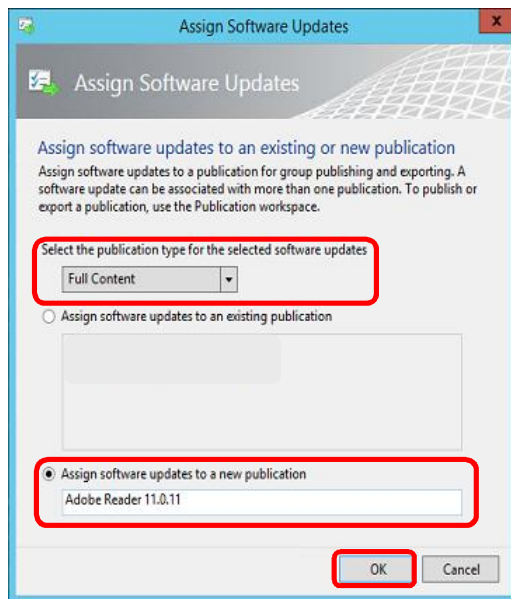 Assign Software Updates
x
Assign Software Updates
Assign software updates to an existing or new publication
Assign software updates to a publication for group publishing and exporting. A
software update can be associated with more than one publication. To publish or
export a publication, use the Publication workspace.
Select the publication type for the selected software updates
Full Content
Assign software updates to an existing publication
Assign software updates to a new publication
Adobe Reader 11.0.11
OK
Cancel